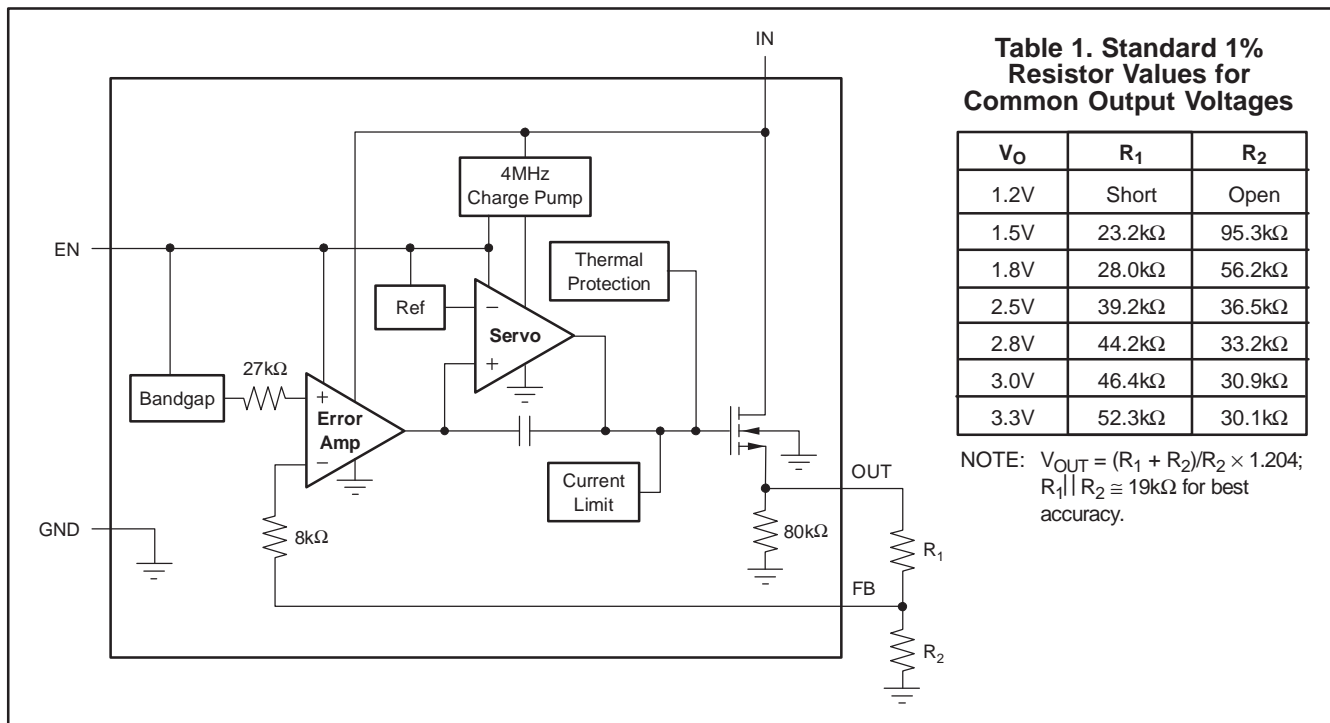 IN
4MHz
Charge Pump
EN
Thermal
Protection
Ref
−
Servo
+
27kΩ
Bandgap
+
Error
Amp
−
Current
Limit
OUT
GND
8kΩ
80kΩ
R1
FB
R2
Table 1. Standard 1%
Resistor Values for
Common Output Voltages
VO R1 R2
1.2V Short Open
1.5V 23.2kΩ 95.3kΩ
1.8V 28.0kΩ 56.2kΩ
2.5V 39.2kΩ 36.5kΩ
2.8V 44.2kΩ 33.2kΩ
3.0V 46.4kΩ 30.9kΩ
3.3V 52.3kΩ 30.1kΩ
NOTE: VOUT = (R1 + R2)/R2 × 1.204;
R1|| R2 ≅ 19kΩ for best
accuracy.